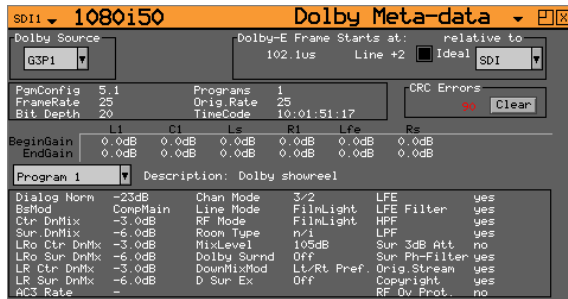 SDI1 1080i50 Dolby Meta-data
Dolby Source Dolby-E Frame Starts at: relative to
G3P1 102.1us Line +2 Ideal SDI
PgmConfig 5.1 Programs 1 CRC Errors
FrameRate 25 Orig.Rate 25 90 Clear
Bit Depth 20 TimeCode 10:01:51:17
L1 C1 Ls R1 Lfe Rs
BeginGain 0.0dB 0.0dB 0.0dB 0.0dB 0.0dB 0.0dB
EndGain 0.0dB 0.0dB 0.0dB 0.0dB 0.0dB 0.0dB
Program 1 Description: Dolby showreel
Dialog Norm -23dB Chan Mode 3/2 LFE yes
BsMod CompMain Line Mode FilmLight LFE Filter yes
Ctr DnMix -3.0dB RF Mode FilmLight HPF yes
Sur.DnMix -6.0dB Room Type n/i LPF yes
LRo Ctr DnMx -3.0dB MixLevel 105dB Sur 3dB Att no
LRo Sur DnMx -6.0dB Dolby Surnd Off Sur Ph-Filter yes
LR Ctr DnMx -3.0dB DownMixMod Lt/Rt Pref. Orig.Stream yes
LR Sur DnMx -6.0dB D Sur Ex Off Copyright yes
AC3 Rate - RF Ov Prot. no